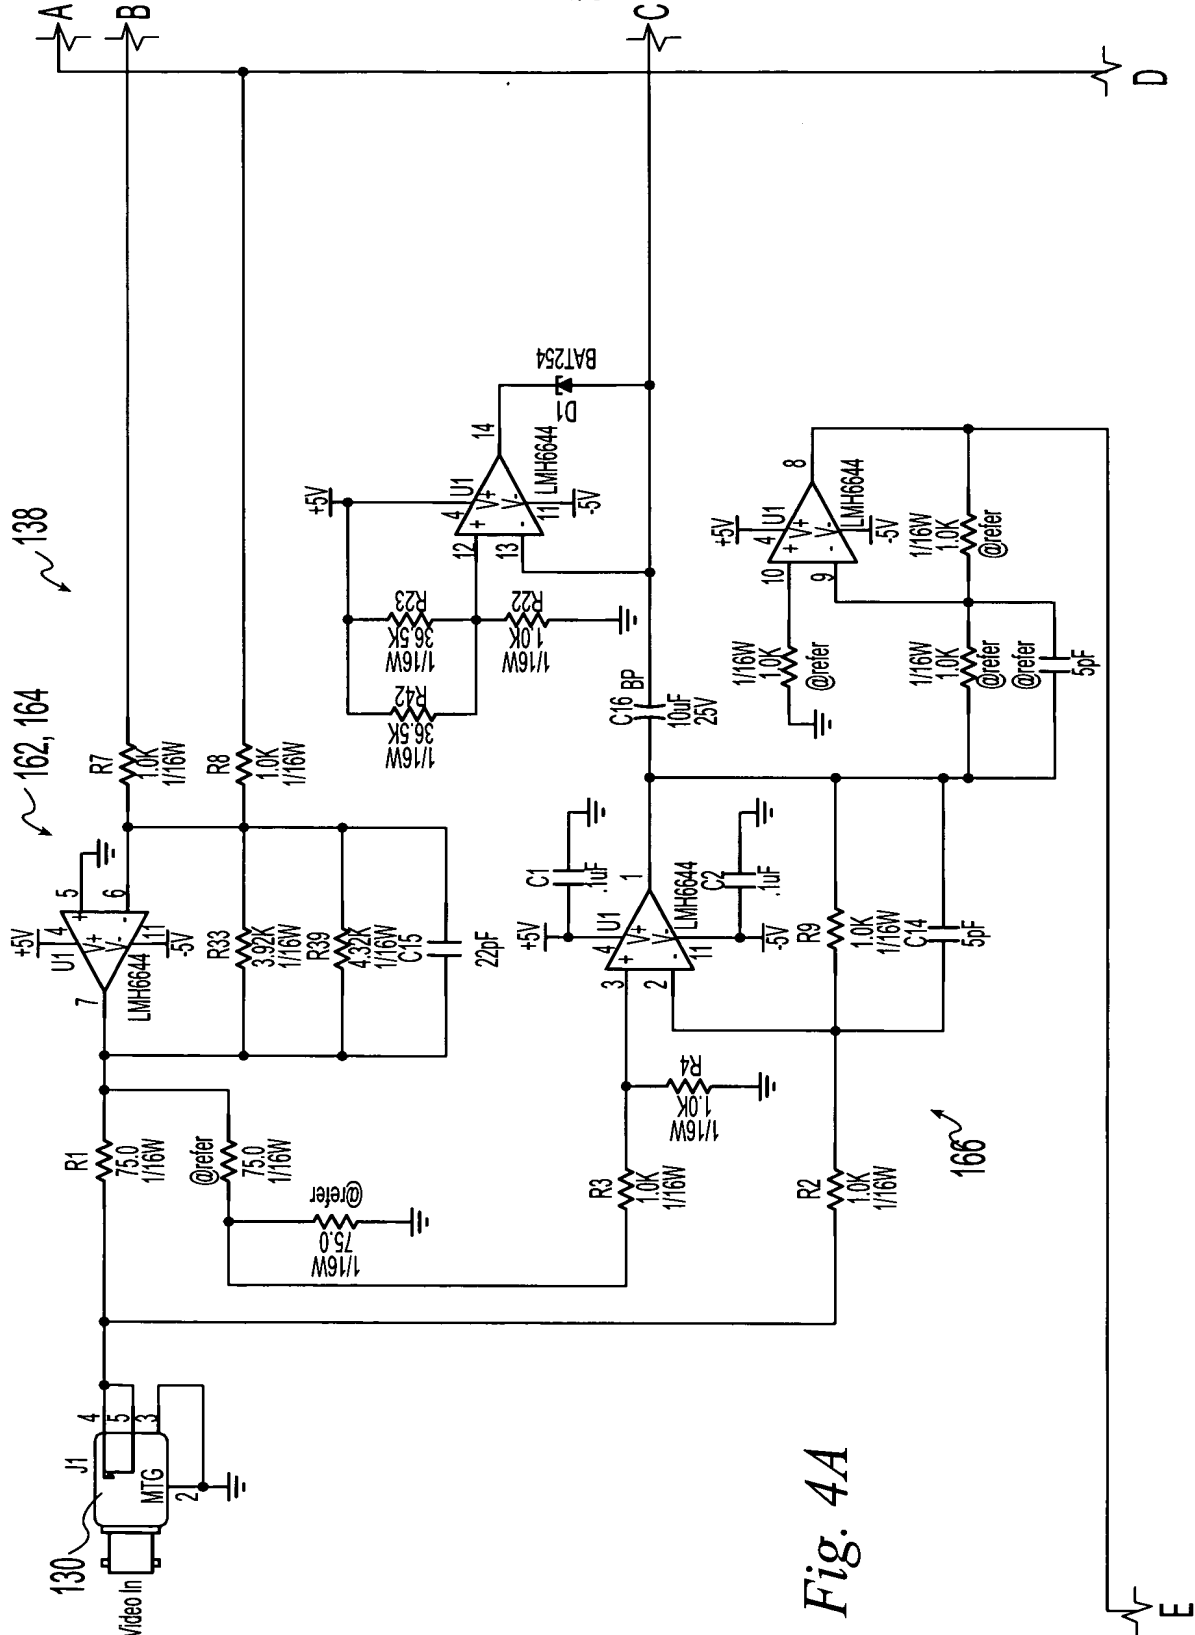 A
B
C
D
E
138
162, 164
R7
1.0K
1/16W
R8
1.0K
1/16W
+5V
U1
4
V+
V-
11
-5V
5
+
6
-
7
LMH6644
R33
3.92K
1/16W
R39
4.32K
1/16W
C15
22pF
R1
75.0
1/16W
@refer
75.0
1/16W
@refer
75.0
1/16W
J1
4
5
3
MTG
2
130
Video In
+5V
R23
36.5K
1/16W
R42
36.5K
1/16W
R22
1.0K
1/16W
12
13
+
-
4
U1
V+
V-
11
-5V
14
LMH6644
D1
BAT254
C16
BP
10uF
25V
C1
.1uF
+5V
U1
4
V+
V-
11
-5V
3
+
2
-
1
LMH6644
C2
.1uF
R9
1.0K
1/16W
C14
5pF
R4
1.0K
1/16W
R3
1.0K
1/16W
R2
1.0K
1/16W
166
+5V
U1
4
V+
V-
11
-5V
10
+
9
-
8
LMH6644
1/16W
1.0K
@refer
1/16W
1.0K
@refer
1/16W
1.0K
@refer
@refer
5pF
Fig. 4A